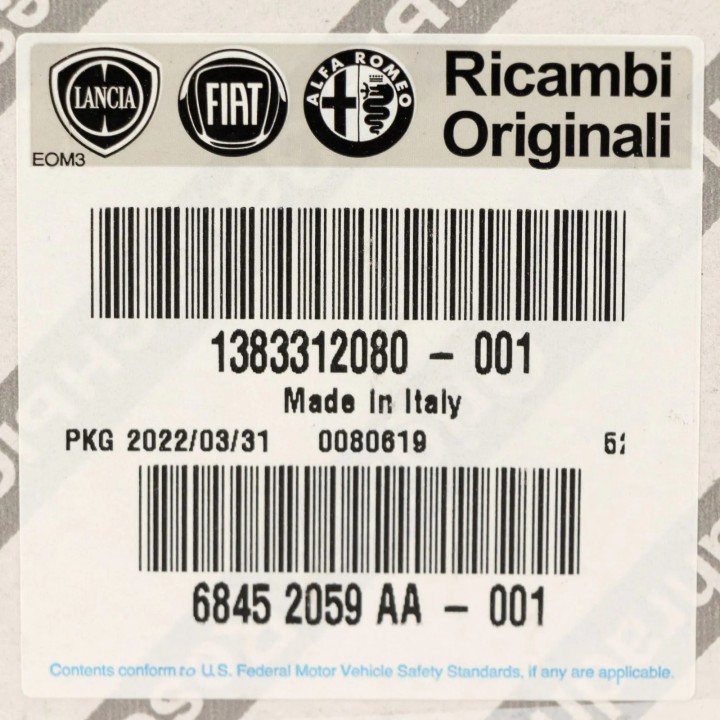 LANCIA FIAT ALFA ROMEO Ricambi
Originali
EOM3
1383312080 - 001
Made In Italy
PKG 2022/03/31 0080619
6845 2059 AA - 001
Contents conform to U.S. Federal Motor Vehicle Safety Standards, if any are applicable.